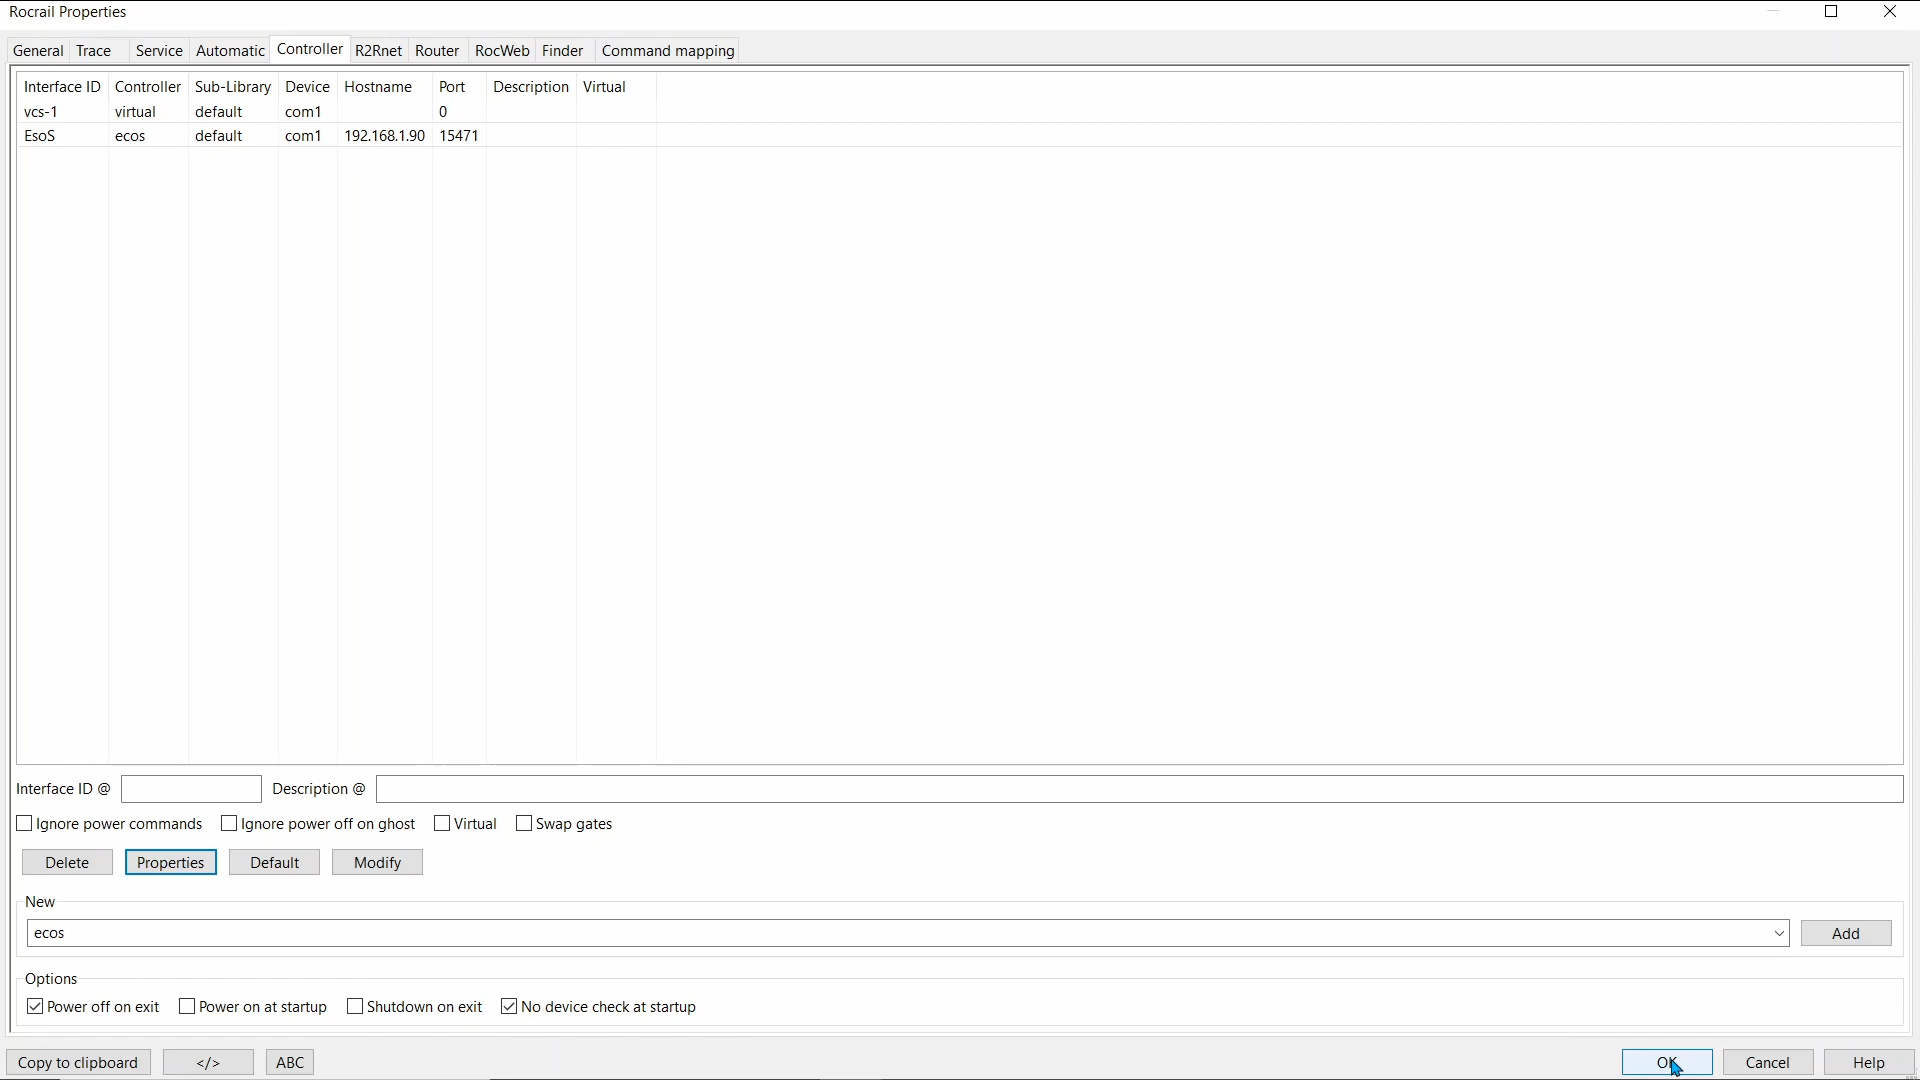 Rocrail Properties
General Trace Service Automatic Controller R2Rnet Router RocWeb Finder Command mapping
Interface ID Controller Sub-Library Device Hostname Port Description Virtual
vcs-1 virtual default com1 0
EsoS ecos default com1 192.168.1.90 15471
Interface ID @ Description @
Ignore power commands Ignore power off on ghost Virtual Swap gates
Delete Properties Default Modify
New
ecos Add
Options
Power off on exit Power on at startup Shutdown on exit No device check at startup
Copy to clipboard </> ABC OK Cancel Help